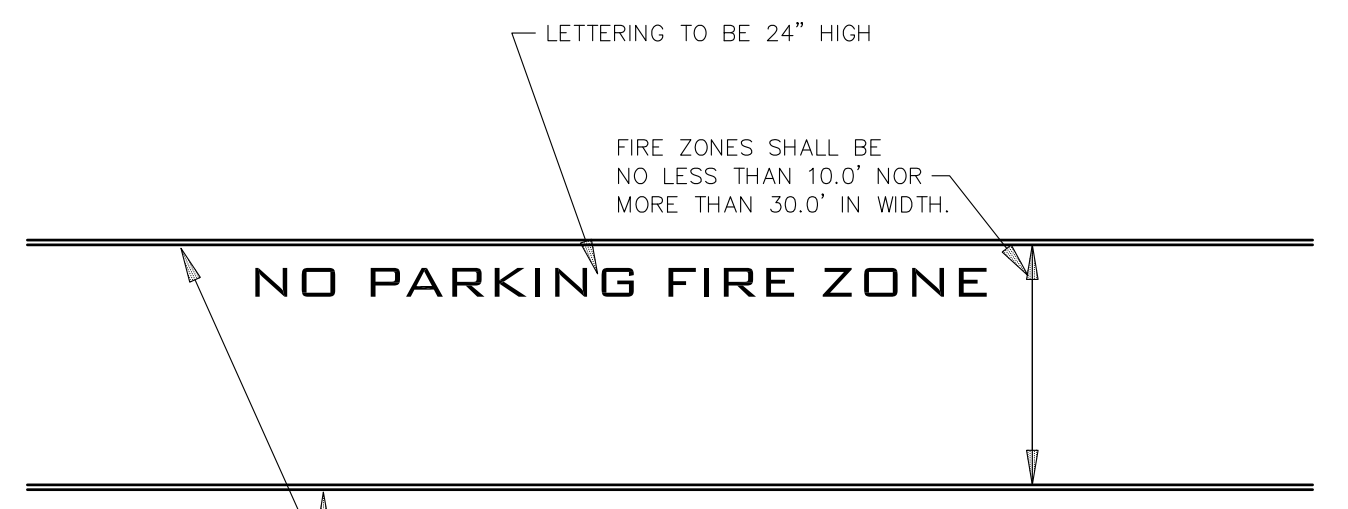 LETTERING TO BE 24” HIGH
FIRE ZONES SHALL BE
NO LESS THAN 10.0’ NOR
MORE THAN 30.0’ IN WIDTH.
NO PARKING FIRE ZONE